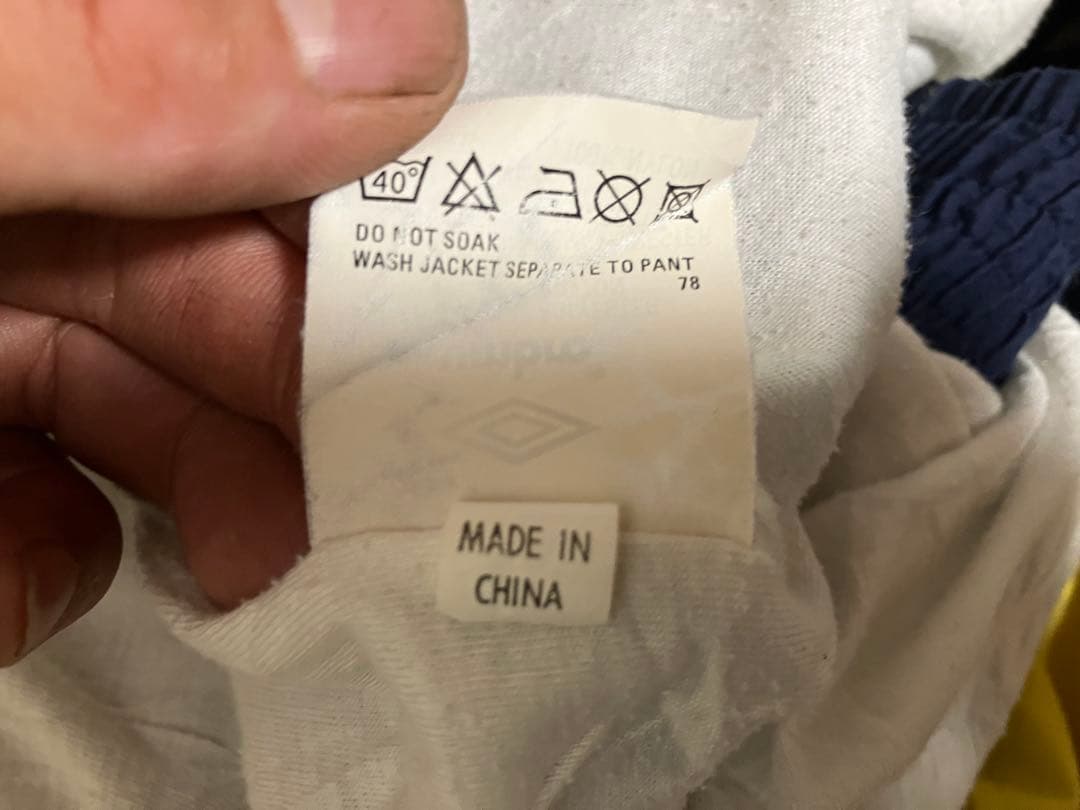 40°
DO NOT SOAK
WASH JACKET SEPARATE TO PANT
78
MADE IN
CHINA